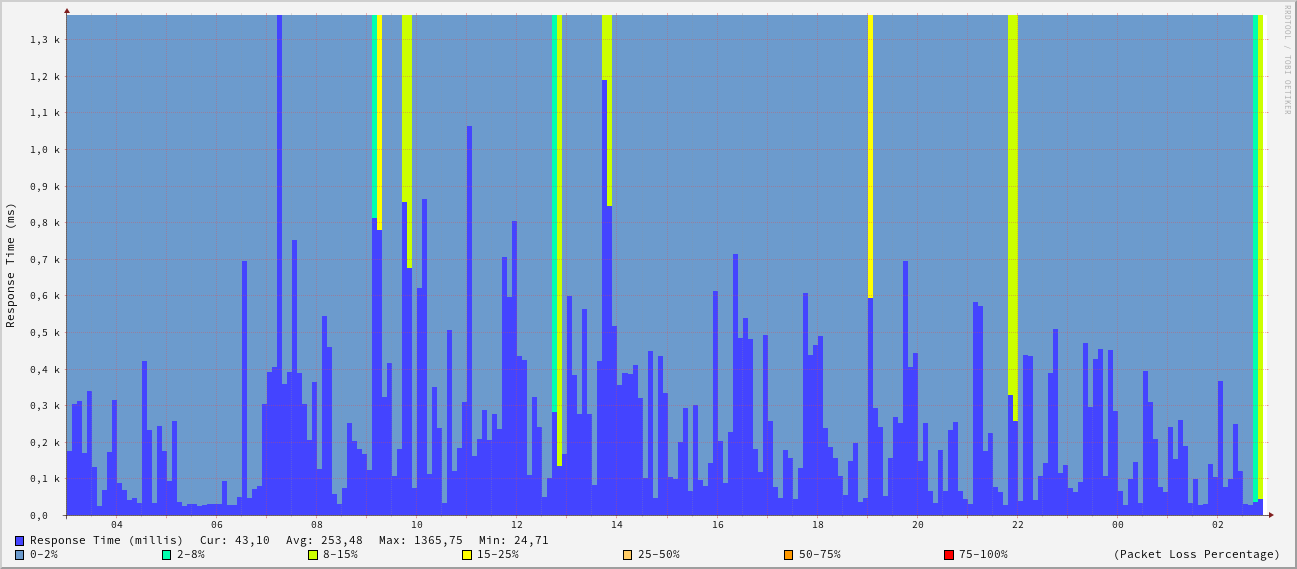 RRDTOOL / TOBI OETIKER
Response Time (ms)
1,3 k
1,2 k
1,1 k
1,0 k
0,9 k
0,8 k
0,7 k
0,6 k
0,5 k
0,4 k
0,3 k
0,2 k
0,1 k
0,0
04 06 08 10 12 14 16 18 20 22 00 02
Response Time (millis) Cur: 43,10 Avg: 253,48 Max: 1365,75 Min: 24,71
0-2% 2-8% 8-15% 15-25% 25-50% 50-75% 75-100% (Packet Loss Percentage)